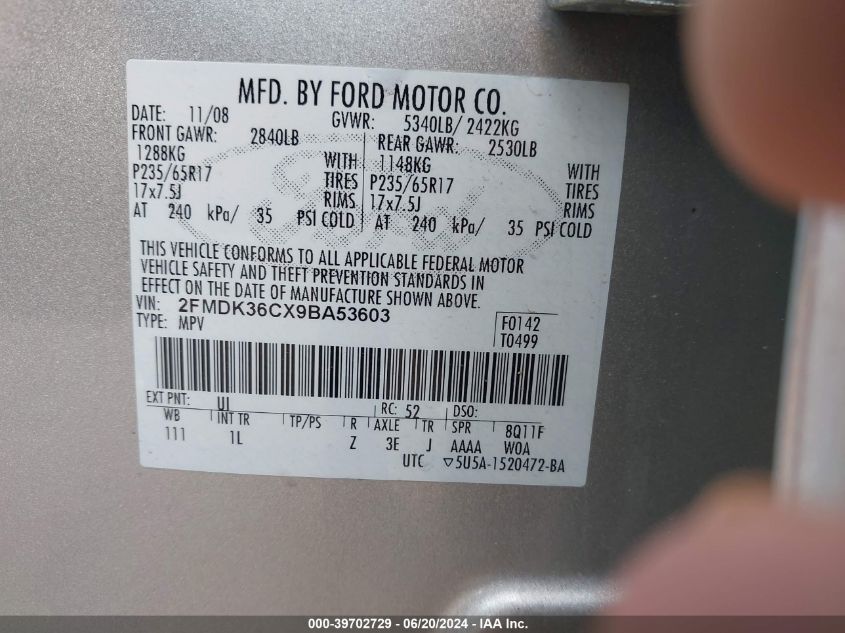 MFD. BY FORD MOTOR CO.
DATE: 11/08 GVWR: 5340LB/ 2422KG
FRONT GAWR: 2840LB REAR GAWR: 2530LB
1288KG WITH 1148KG WITH
P235/65R17 TIRES P235/65R17 TIRES
17x7.5J RIMS 17x7.5J RIMS
AT 240 kPa/ 35 PSI COLD AT 240 kPa/ 35 PSI COLD
THIS VEHICLE CONFORMS TO ALL APPLICABLE FEDERAL MOTOR
VEHICLE SAFETY AND THEFT PREVENTION STANDARDS IN
EFFECT ON THE DATE OF MANUFACTURE SHOWN ABOVE.
VIN: 2FMDK36CX9BA53603
TYPE: MPV F0142
T0499
EXT PNT: UI RC: 52 DSO:
WB INT TR TP/PS R AXLE TR SPR 8Q11F
111 1L Z 3E J AAAA W0A
UTC ▽5U5A-1520472-BA
000-39702729 - 06/20/2024 - IAA Inc.